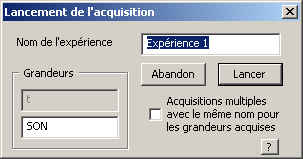 Lancement de l'acquisition
Nom de l'expérience
Expérience 1
Grandeurs
t
SON
Abandon
Lancer
Acquisitions multiples
avec le même nom pour
les grandeurs acquises
?